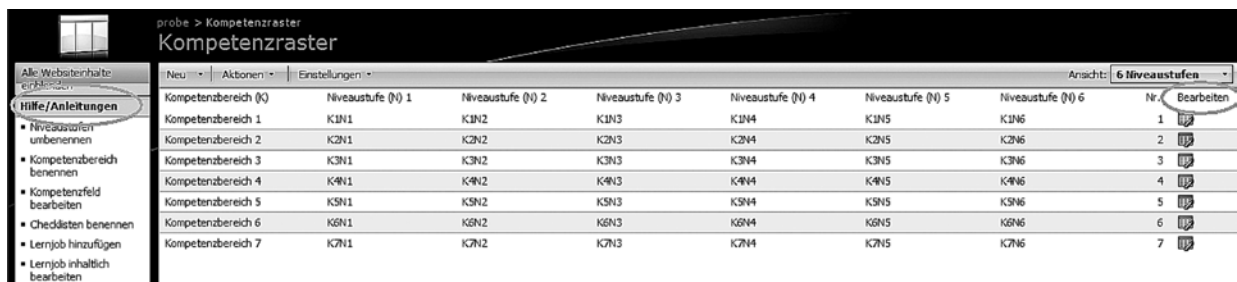 probe > Kompetenzraster
Kompetenzraster
Alle Websiteinhalte
einblenden
Hilfe/Anleitungen
Niveaustufen
umbenennen
Kompetenzbereich
benennen
Kompetenzfeld
bearbeiten
Checklisten benennen
Lernjob hinzufügen
Lernjob inhaltlich
bearbeiten
Neu Aktionen Einstellungen Ansicht: 6 Niveaustufen
Kompetenzbereich (K) Niveaustufe (N) 1 Niveaustufe (N) 2 Niveaustufe (N) 3 Niveaustufe (N) 4 Niveaustufe (N) 5 Niveaustufe (N) 6 Nr. Bearbeiten
Kompetenzbereich 1 K1N1 K1N2 K1N3 K1N4 K1N5 K1N6 1
Kompetenzbereich 2 K2N1 K2N2 K2N3 K2N4 K2N5 K2N6 2
Kompetenzbereich 3 K3N1 K3N2 K3N3 K3N4 K3N5 K3N6 3
Kompetenzbereich 4 K4N1 K4N2 K4N3 K4N4 K4N5 K4N6 4
Kompetenzbereich 5 K5N1 K5N2 K5N3 K5N4 K5N5 K5N6 5
Kompetenzbereich 6 K6N1 K6N2 K6N3 K6N4 K6N5 K6N6 6
Kompetenzbereich 7 K7N1 K7N2 K7N3 K7N4 K7N5 K7N6 7